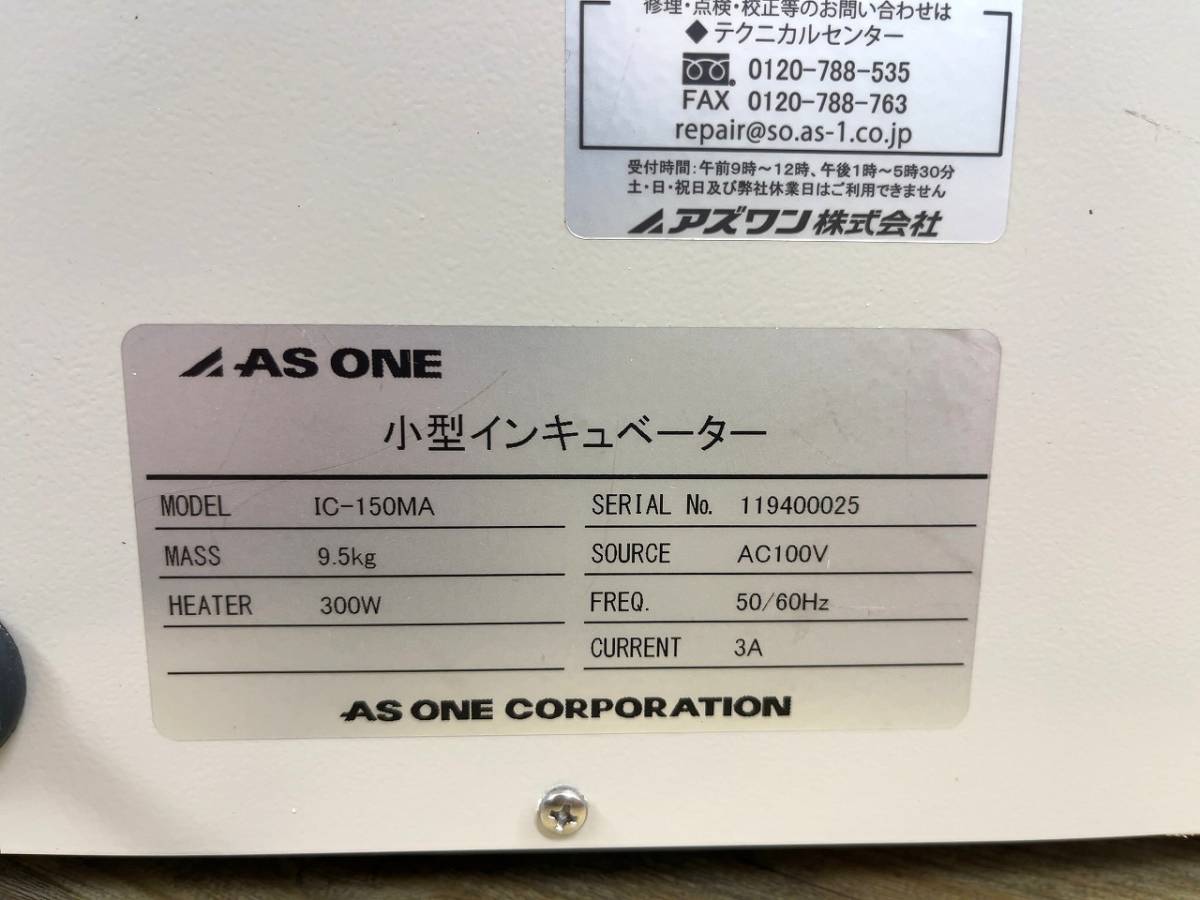 修理・点検・校正等のお問い合わせは
◆テクニカルセンター
0120-788-535
FAX 0120-788-763
repair@so.as-1.co.jp
受付時間:午前9時～12時、午後1時～5時30分
土・日・祝日及び弊社休業日はご利用できません
アズワン株式会社
AS ONE
小型インキュベーター
MODEL IC-150MA SERIAL No. 119400025
MASS 9.5kg SOURCE AC100V
HEATER 300W FREQ. 50/60Hz
CURRENT 3A
AS ONE CORPORATION